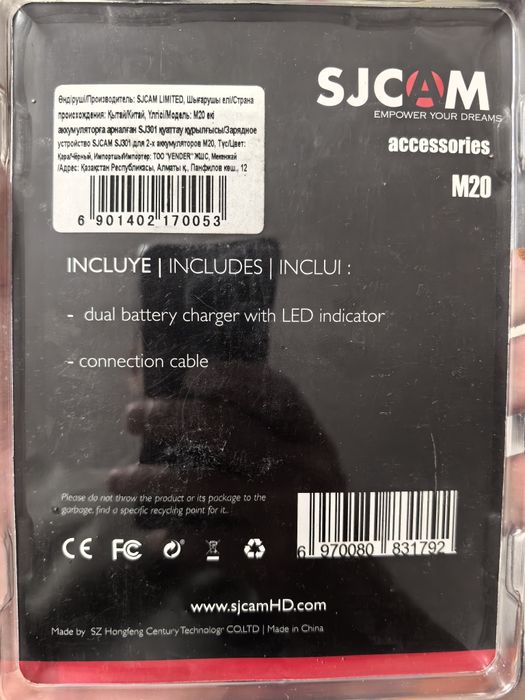 Өндіруші/Производитель: SJCAM LIMITED, Шығарушы елі/Страна
происхождения: Қытай/Китай, Үлгісі/Модель: M20 екі
аккумуляторға арналған SJ301 қуаттау құрылғысы/Зарядное
устройство SJCAM SJ301 для 2-х аккумуляторов M20, Түс/Цвет:
Қара/Чёрный, Импортшы/Импортер: ТОО "VENDER" ЖШС, Мекенжай
/Адрес: Қазақстан Республикасы, Алматы қ., Панфилов көш., 12
6 901402 170053
SJCAM
EMPOWER YOUR DREAMS
accessories
M20
INCLUYE | INCLUDES | INCLUI :
- dual battery charger with LED indicator
- connection cable
Please do not throw the product or its package to the
garbage, find a specific recycling point for it..
CE FC
6 970080 831792
www.sjcamHD.com
Made by SZ Hongfeng Century Technologr CO.LTD | Made in China